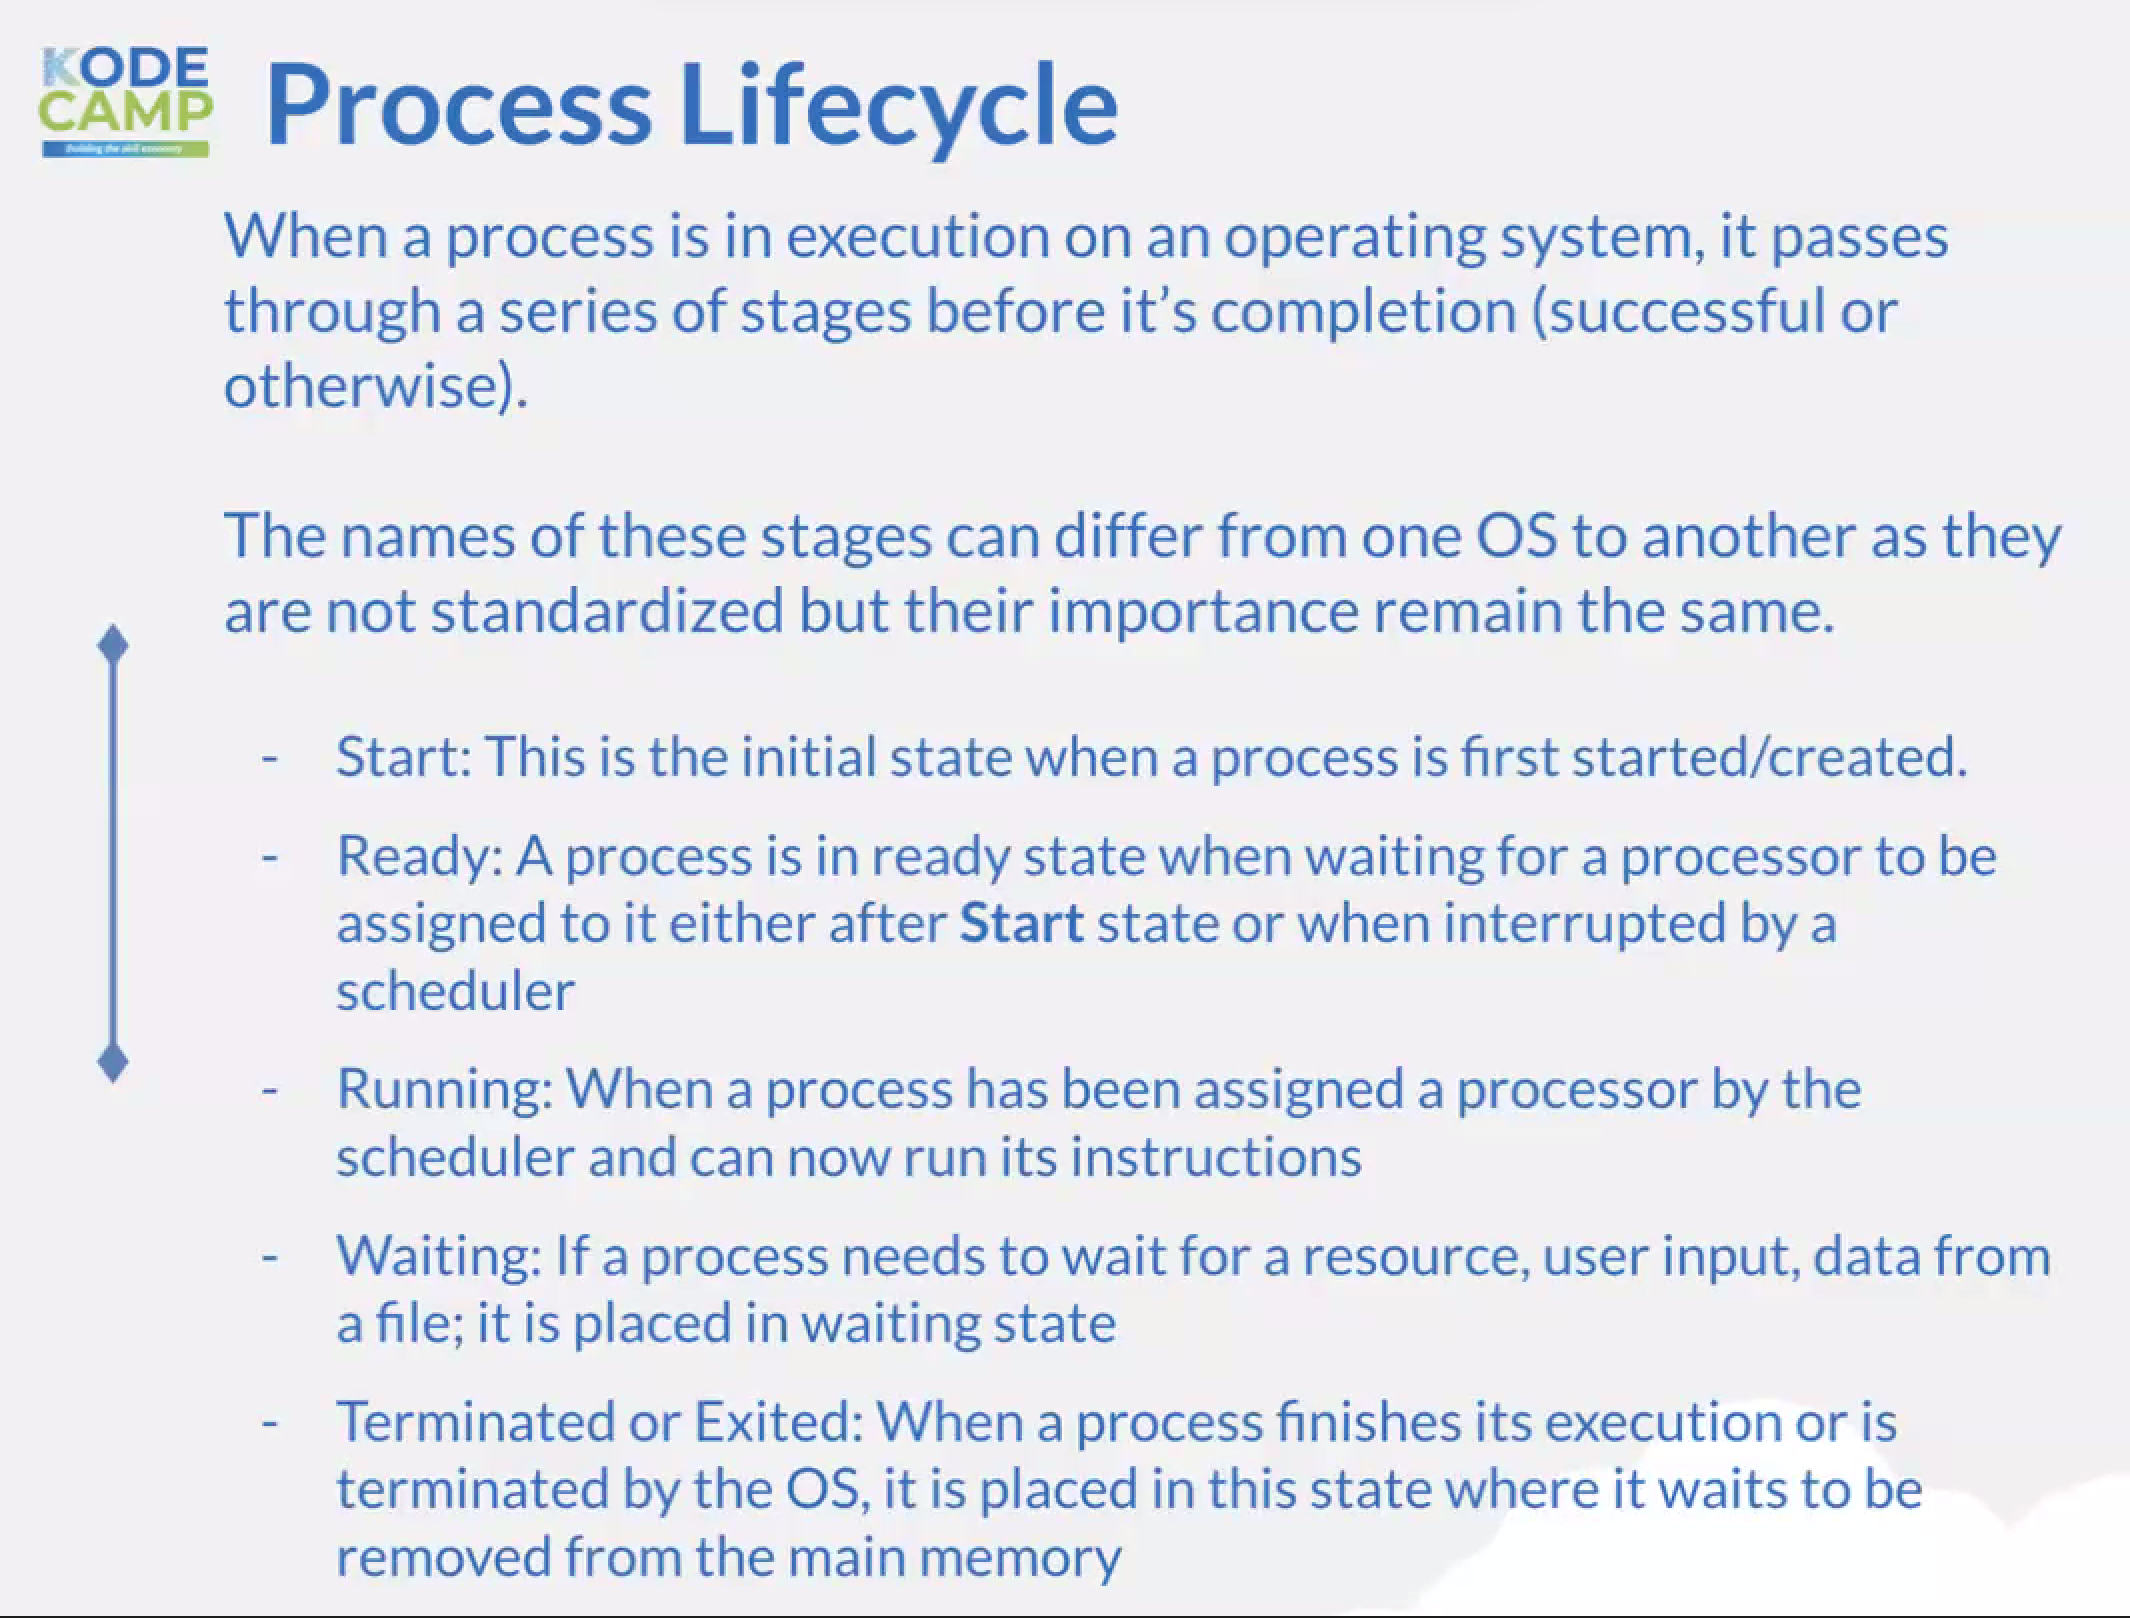 KODE
CAMP
Building the skill economy
Process Lifecycle
When a process is in execution on an operating system, it passes
through a series of stages before it’s completion (successful or
otherwise).
The names of these stages can differ from one OS to another as they
are not standardized but their importance remain the same.
- Start: This is the initial state when a process is first started/created.
- Ready: A process is in ready state when waiting for a processor to be
assigned to it either after Start state or when interrupted by a
scheduler
- Running: When a process has been assigned a processor by the
scheduler and can now run its instructions
- Waiting: If a process needs to wait for a resource, user input, data from
a file; it is placed in waiting state
- Terminated or Exited: When a process finishes its execution or is
terminated by the OS, it is placed in this state where it waits to be
removed from the main memory